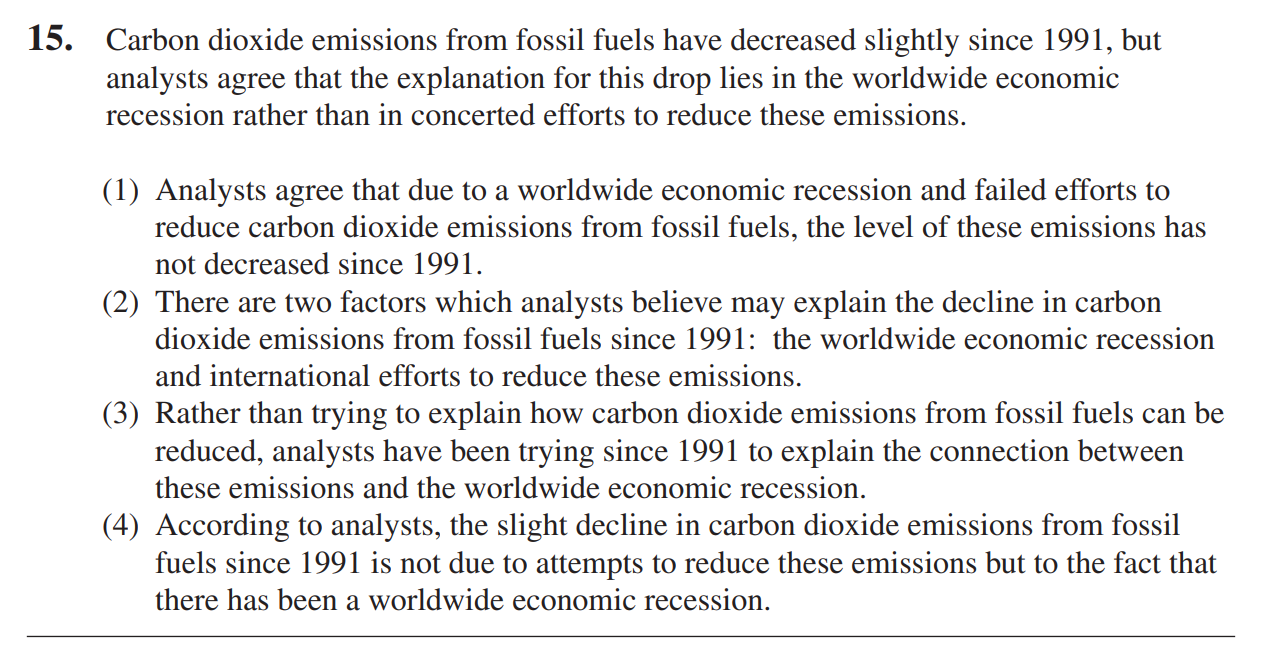 15. Carbon dioxide emissions from fossil fuels have decreased slightly since 1991, but
analysts agree that the explanation for this drop lies in the worldwide economic
recession rather than in concerted efforts to reduce these emissions.
(1) Analysts agree that due to a worldwide economic recession and failed efforts to
reduce carbon dioxide emissions from fossil fuels, the level of these emissions has
not decreased since 1991.
(2) There are two factors which analysts believe may explain the decline in carbon
dioxide emissions from fossil fuels since 1991: the worldwide economic recession
and international efforts to reduce these emissions.
(3) Rather than trying to explain how carbon dioxide emissions from fossil fuels can be
reduced, analysts have been trying since 1991 to explain the connection between
these emissions and the worldwide economic recession.
(4) According to analysts, the slight decline in carbon dioxide emissions from fossil
fuels since 1991 is not due to attempts to reduce these emissions but to the fact that
there has been a worldwide economic recession.